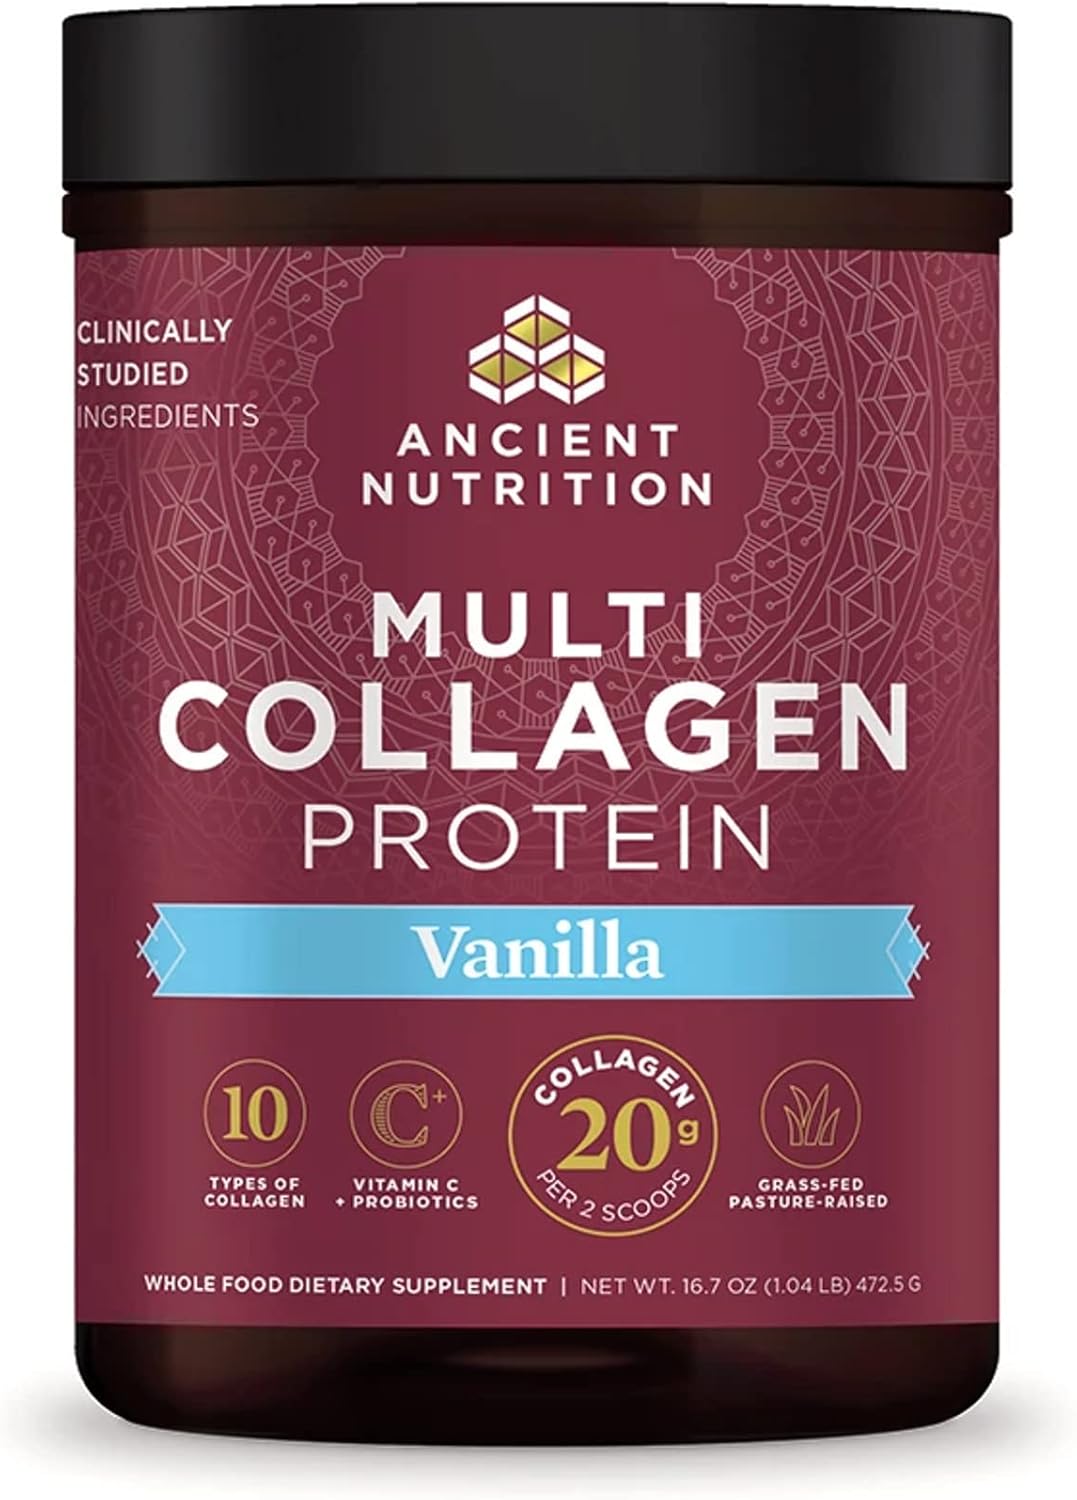 CLINICALLY
STUDIED
INGREDIENTS
ANCIENT
NUTRITION
MULTI
COLLAGEN
PROTEIN
Vanilla
10
TYPES OF
COLLAGEN
C+
VITAMIN C
+ PROBIOTICS
COLLAGEN
20g
PER 2 SCOOPS
GRASS-FED
PASTURE-RAISED
WHOLE FOOD DIETARY SUPPLEMENT | NET WT. 16.7 OZ (1.04 LB) 472.5 G